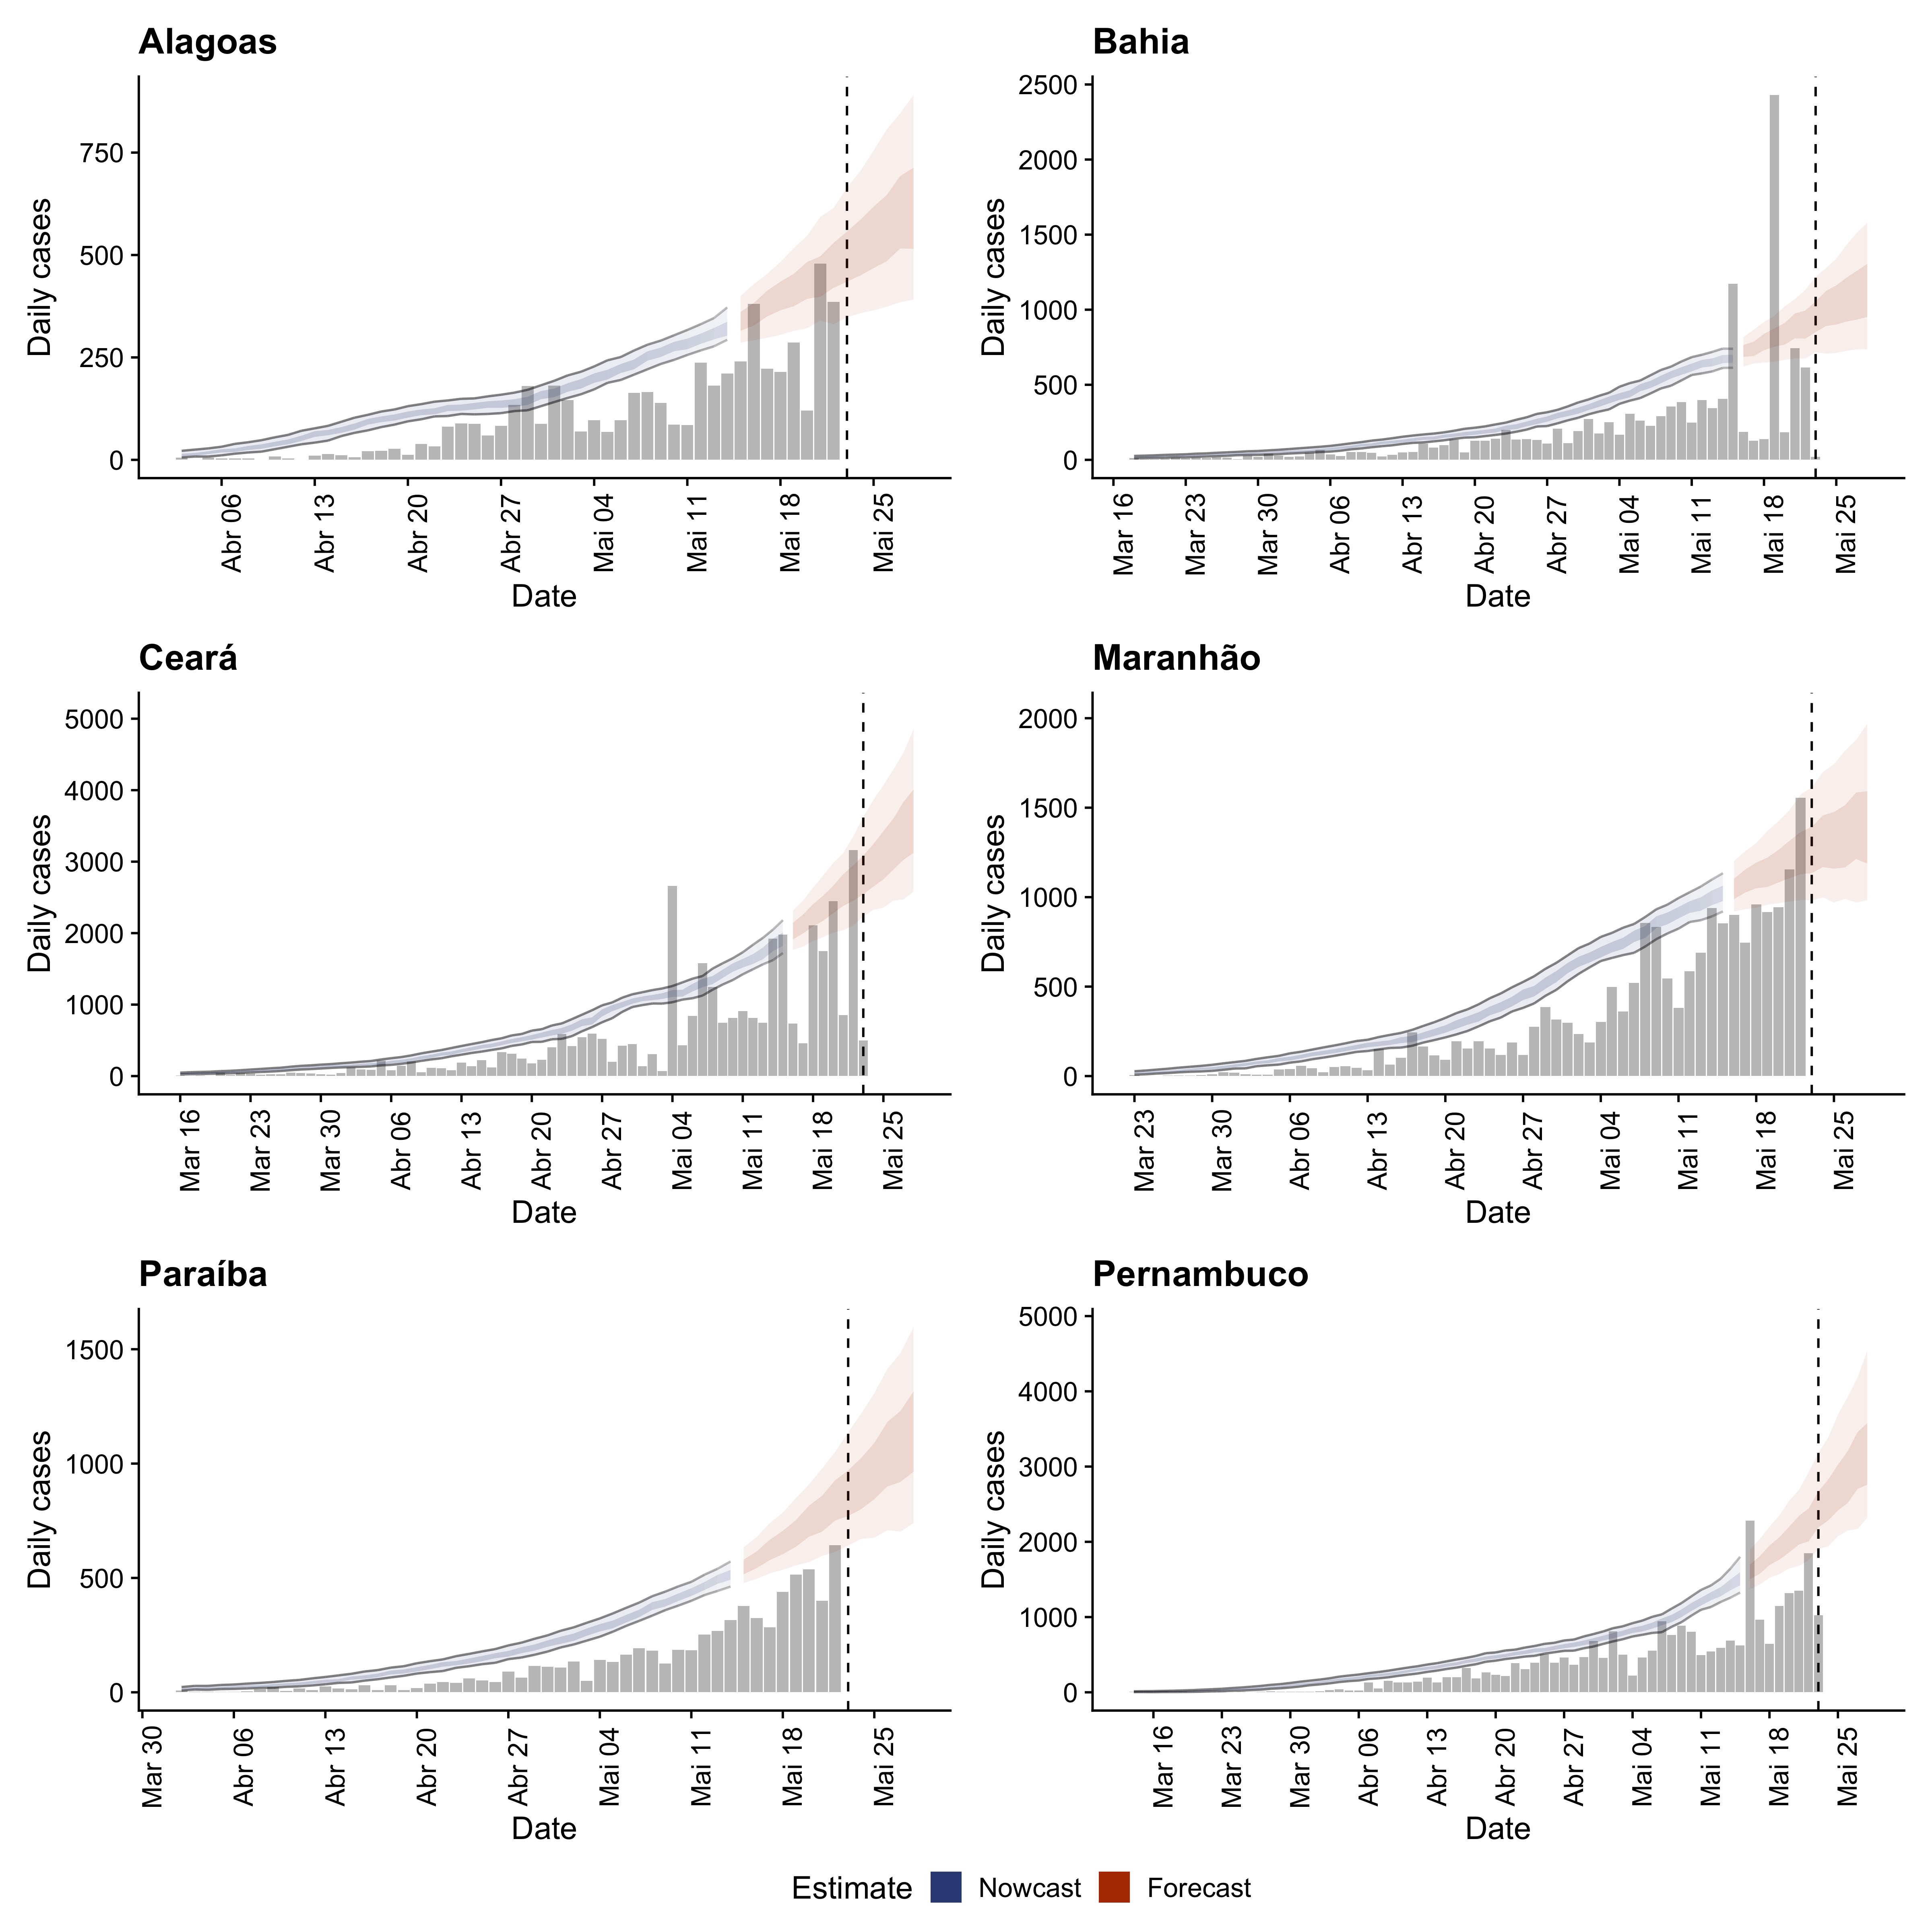 Alagoas
Daily cases
750
500
250
0
Abr 06
Abr 13
Abr 20
Abr 27
Mai 04
Mai 11
Mai 18
Mai 25
Date
Bahia
Daily cases
2500
2000
1500
1000
500
0
Mar 16
Mar 23
Mar 30
Abr 06
Abr 13
Abr 20
Abr 27
Mai 04
Mai 11
Mai 18
Mai 25
Date
Ceará
Daily cases
5000
4000
3000
2000
1000
0
Mar 16
Mar 23
Mar 30
Abr 06
Abr 13
Abr 20
Abr 27
Mai 04
Mai 11
Mai 18
Mai 25
Date
Maranhão
Daily cases
2000
1500
1000
500
0
Mar 23
Mar 30
Abr 06
Abr 13
Abr 20
Abr 27
Mai 04
Mai 11
Mai 18
Mai 25
Date
Paraíba
Daily cases
1500
1000
500
0
Mar 30
Abr 06
Abr 13
Abr 20
Abr 27
Mai 04
Mai 11
Mai 18
Mai 25
Date
Pernambuco
Daily cases
5000
4000
3000
2000
1000
0
Mar 16
Mar 23
Mar 30
Abr 06
Abr 13
Abr 20
Abr 27
Mai 04
Mai 11
Mai 18
Mai 25
Date
Estimate Nowcast Forecast